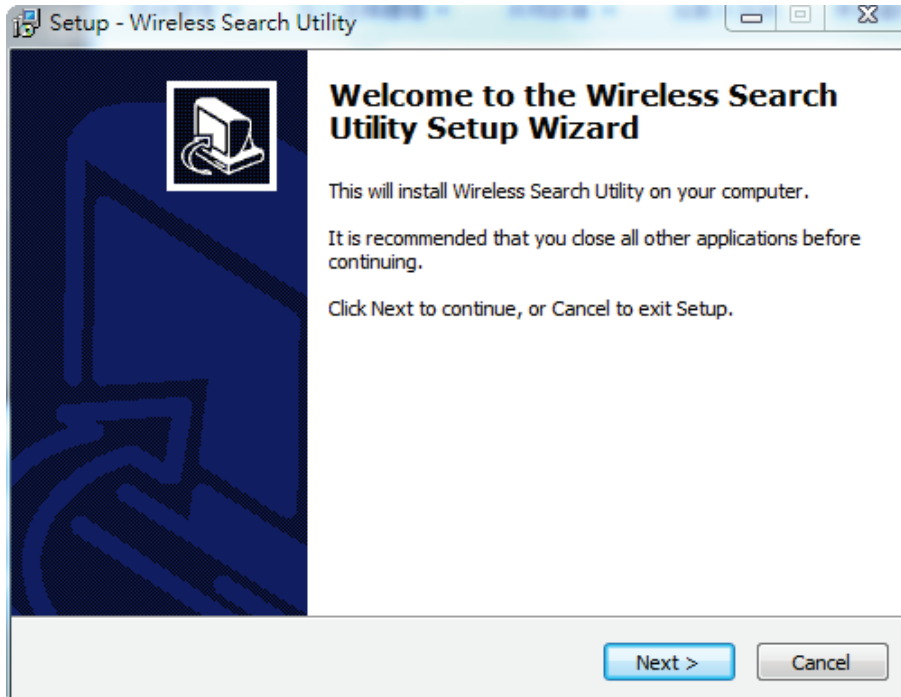 Setup - Wireless Search Utility
Welcome to the Wireless Search
Utility Setup Wizard
This will install Wireless Search Utility on your computer.
It is recommended that you close all other applications before
continuing.
Click Next to continue, or Cancel to exit Setup.
Next >
Cancel